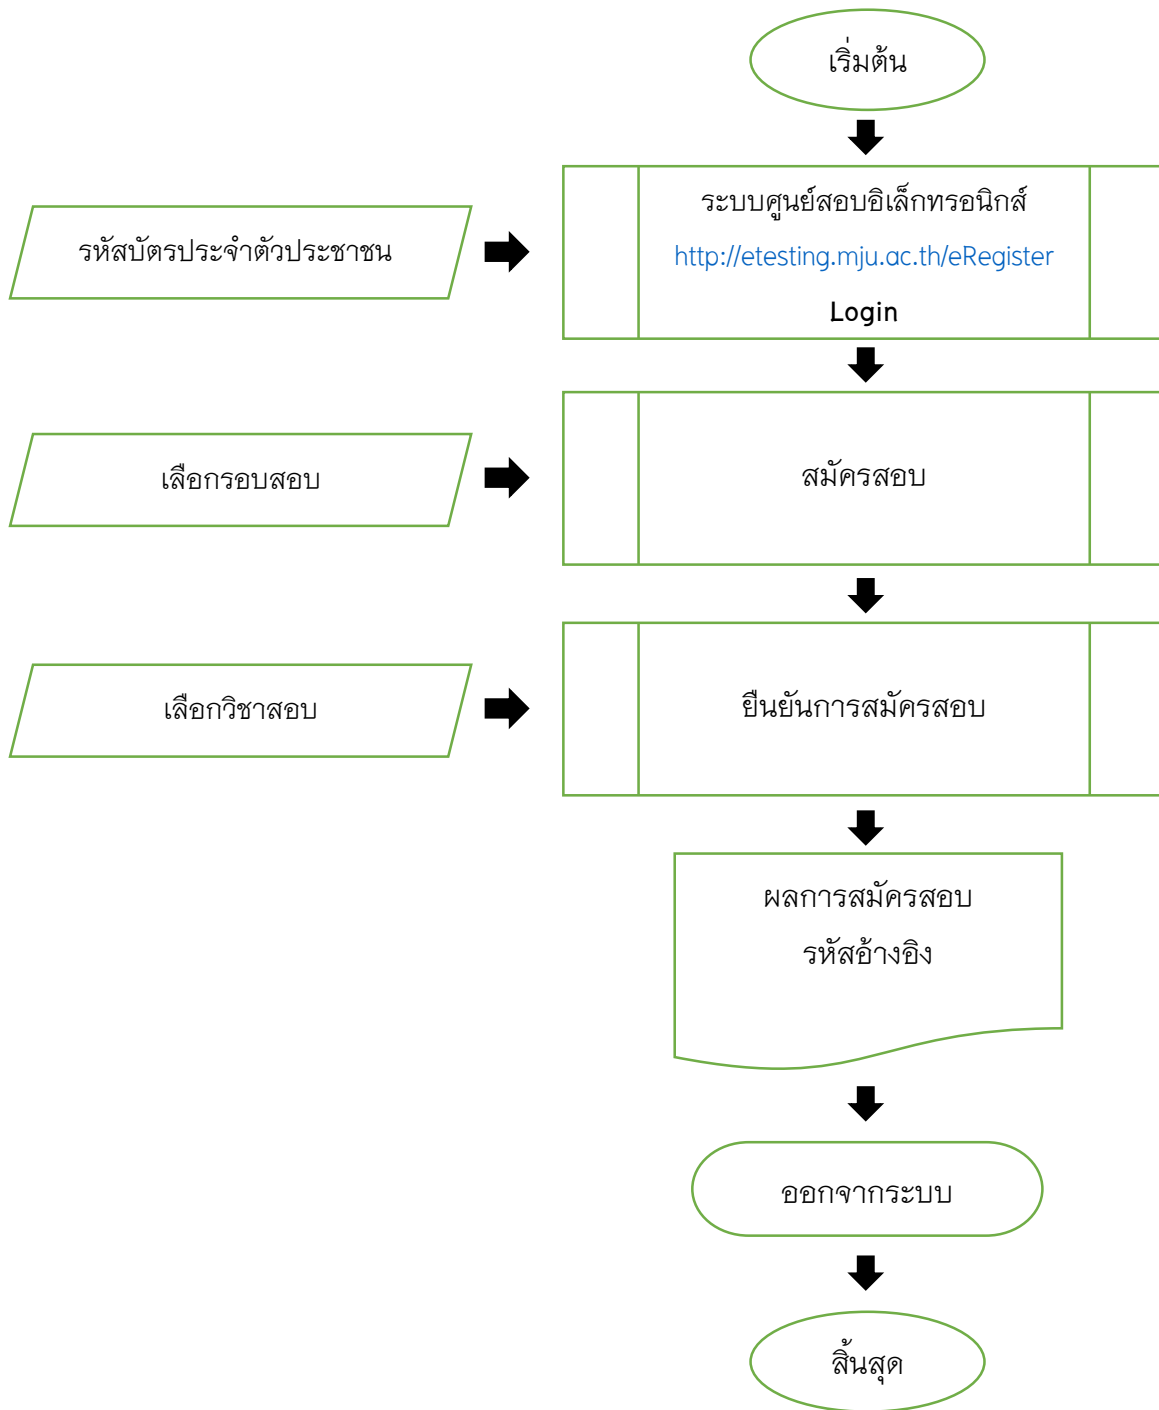 เริ่มต้น
รหัสบัตรประจำตัวประชาชน
ระบบศูนย์สอบอิเล็กทรอนิกส์
http://etesting.mju.ac.th/eRegister
Login
เลือกรอบสอบ
สมัครสอบ
เลือกวิชาสอบ
ยืนยันการสมัครสอบ
ผลการสมัครสอบ
รหัสอ้างอิง
ออกจากระบบ
สิ้นสุด